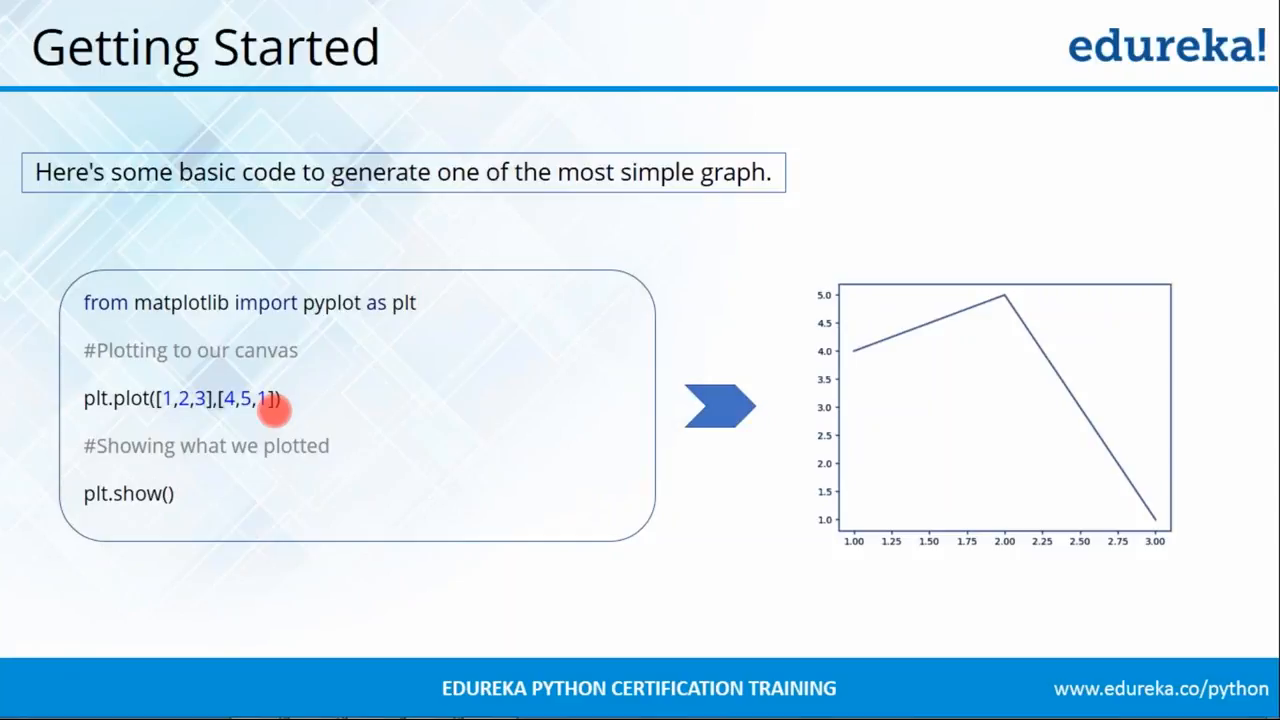 Getting Started
edureka!
Here's some basic code to generate one of the most simple graph.
from matplotlib import pyplot as plt
#Plotting to our canvas
plt.plot([1,2,3],[4,5,1])
#Showing what we plotted
plt.show()
5.0
4.5
4.0
3.5
3.0
2.5
2.0
1.5
1.0
1.00 1.25 1.50 1.75 2.00 2.25 2.50 2.75 3.00
EDUREKA PYTHON CERTIFICATION TRAINING
www.edureka.co/python